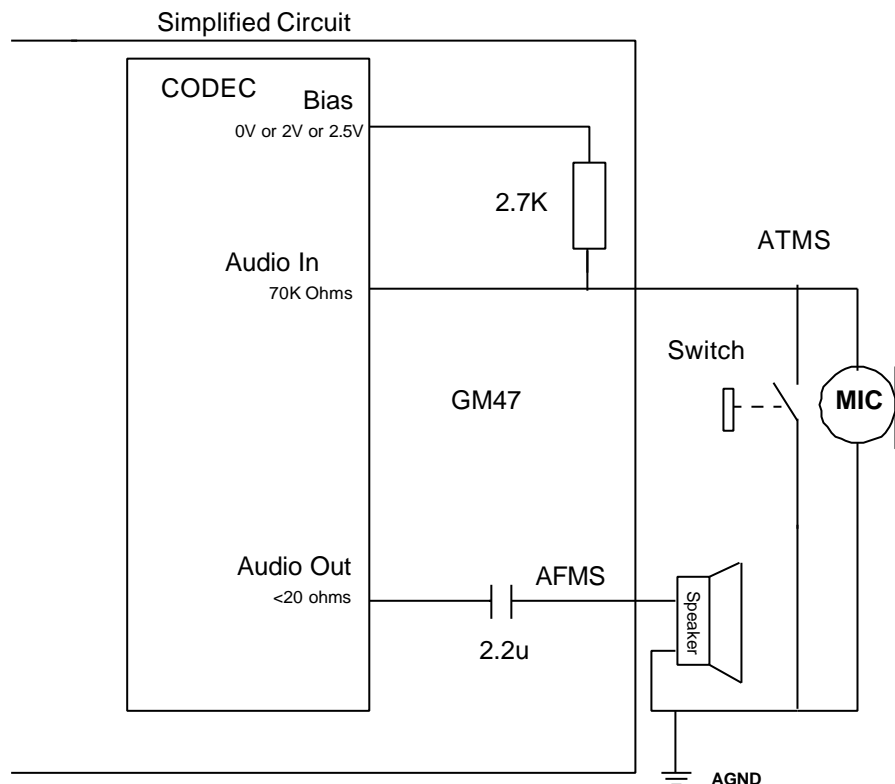 Simplified Circuit
CODEC
Bias
0V or 2V or 2.5V
2.7K
ATMS
Audio In
70K Ohms
Switch
GM47
MIC
Audio Out
<20 ohms
AFMS
Speaker
2.2u
AGND